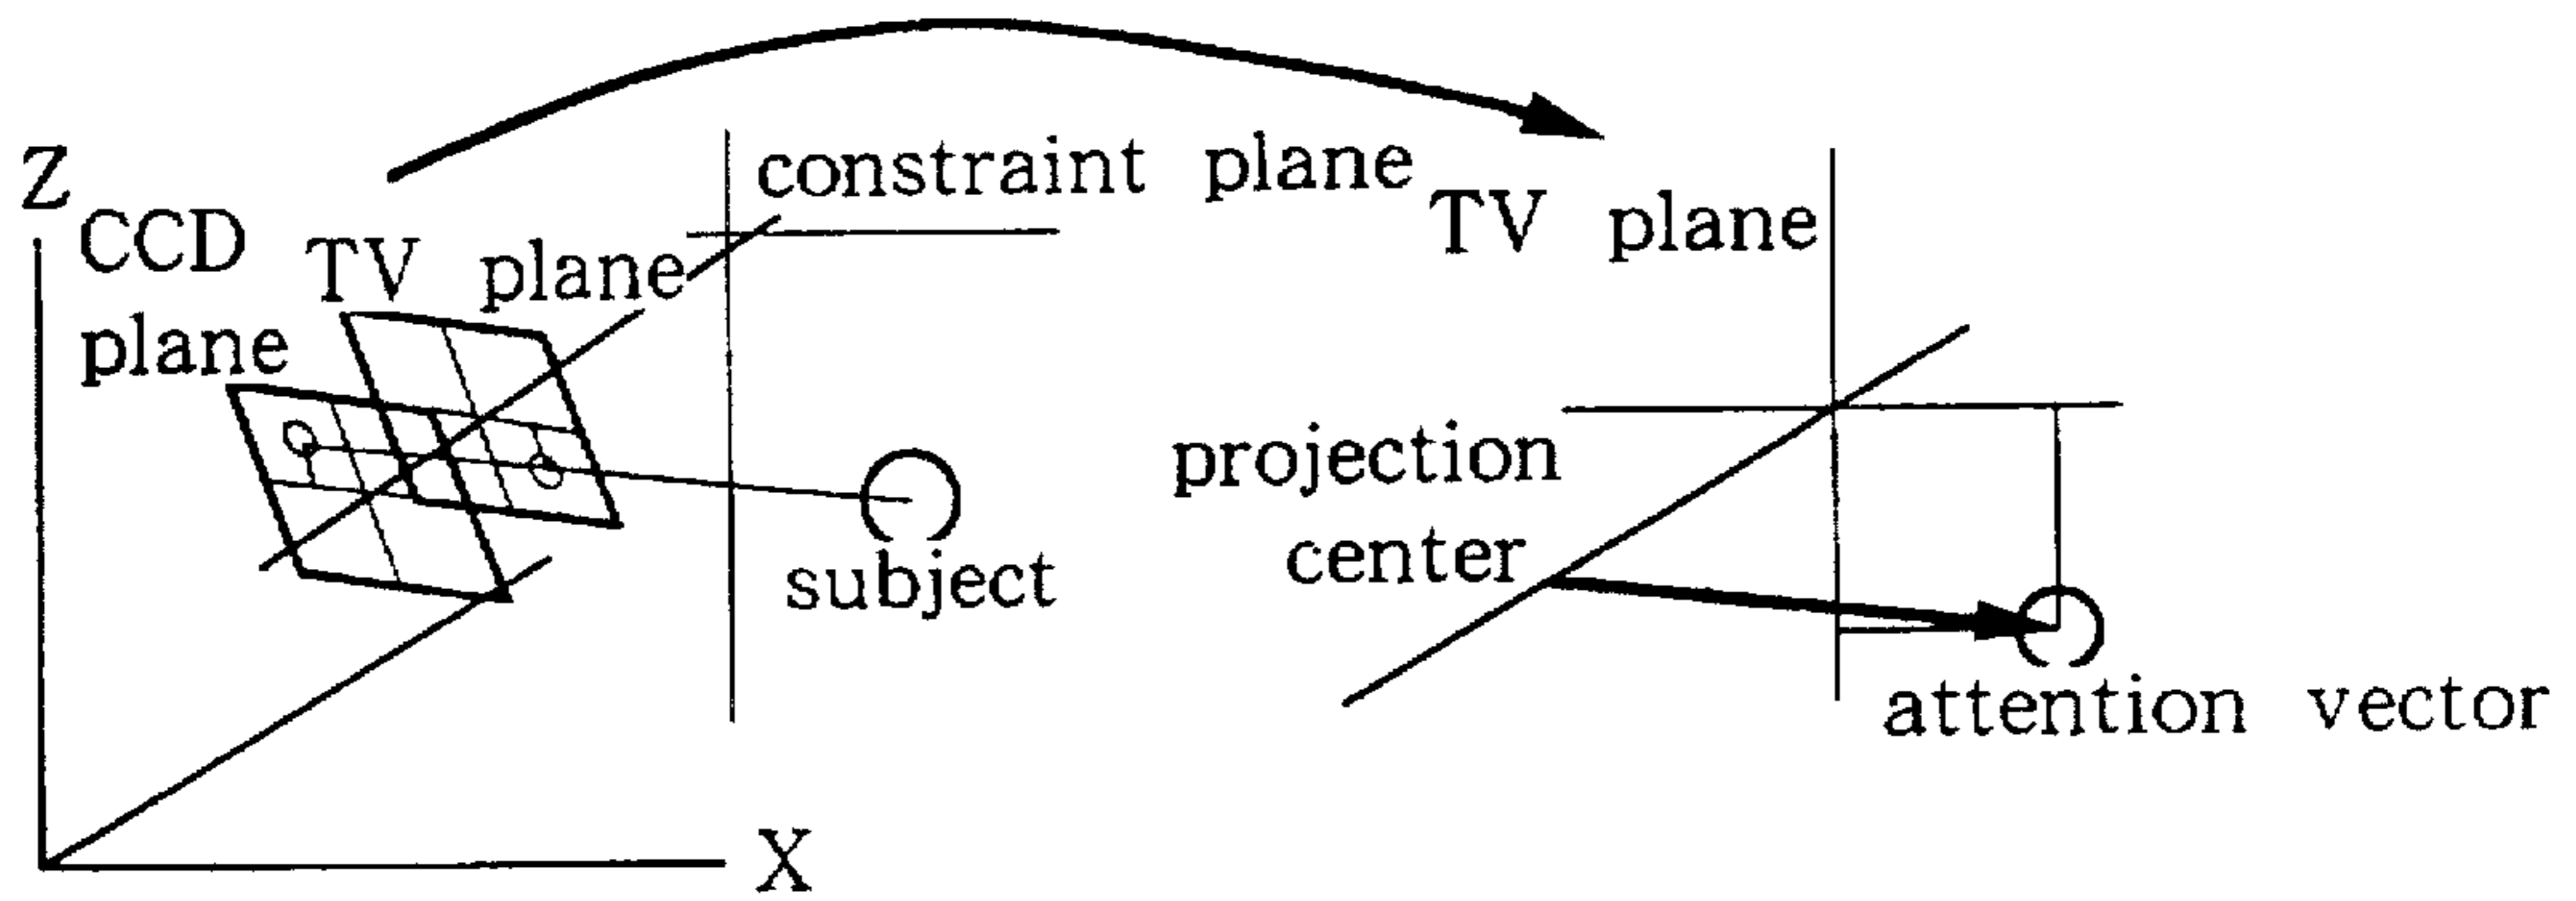 Z
CCD
plane
TV plane
constraint plane
subject
X
TV plane
projection
center
attention vector